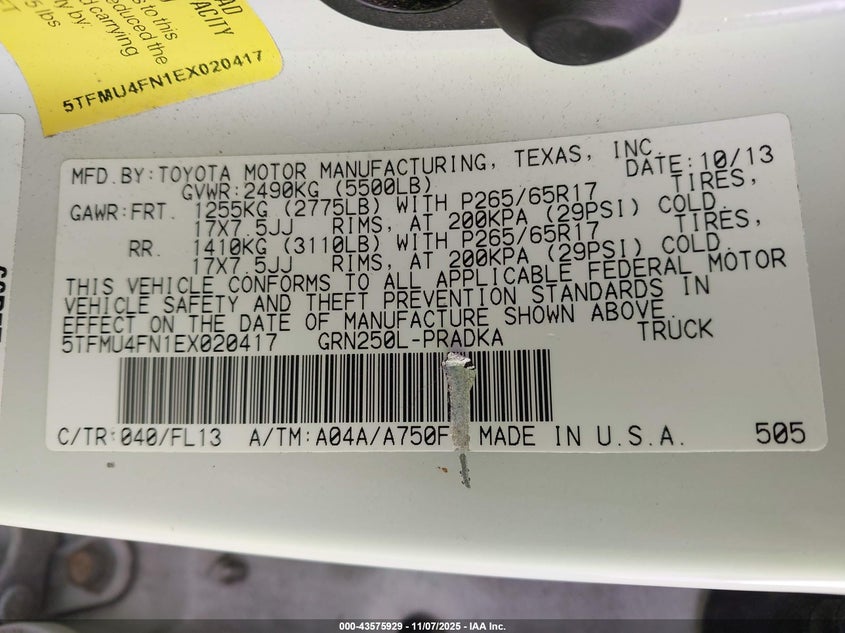 AD
ACITY
s to this
educed the
ly by:
d carrying
5 lbs
5TFMU4FN1EX020417
MFD.BY:TOYOTA MOTOR MANUFACTURING, TEXAS, INC.
DATE:10/13
GVWR:2490KG (5500LB)
GAWR:FRT. 1255KG (2775LB) WITH P265/65R17 TIRES,
17X7.5JJ RIMS, AT 200KPA (29PSI) COLD.
RR. 1410KG (3110LB) WITH P265/65R17 TIRES,
17X7.5JJ RIMS, AT 200KPA (29PSI) COLD.
THIS VEHICLE CONFORMS TO ALL APPLICABLE FEDERAL MOTOR
VEHICLE SAFETY AND THEFT PREVENTION STANDARDS IN
EFFECT ON THE DATE OF MANUFACTURE SHOWN ABOVE.
5TFMU4FN1EX020417 GRN250L-PRADKA TRUCK
C/TR:040/FL13 A/TM:A04A/A750F MADE IN U.S.A. 505
000-43575929 - 11/07/2025 - IAA Inc.